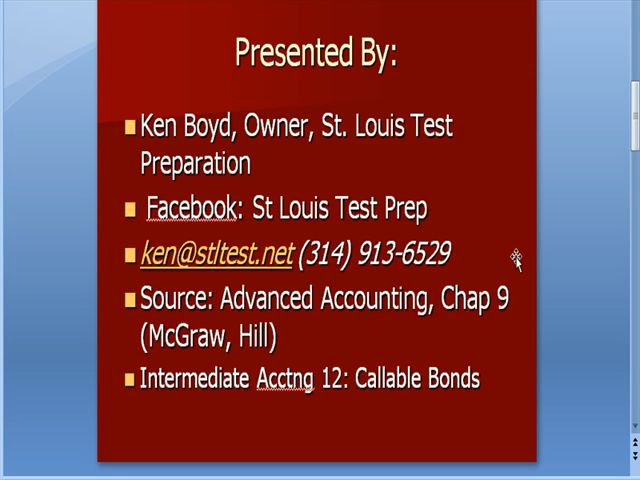 Presented By:
Ken Boyd, Owner, St. Louis Test
Preparation
Facebook: St Louis Test Prep
ken@stltest.net (314) 913-6529
Source: Advanced Accounting, Chap 9
(McGraw, Hill)
Intermediate Acctng 12: Callable Bonds